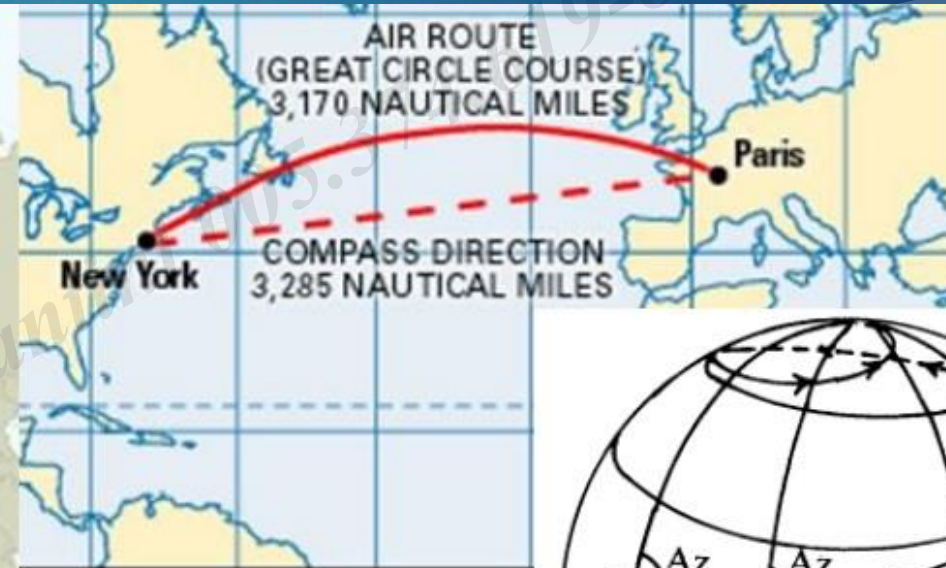 AIR ROUTE
(GREAT CIRCLE COURSE)
3,170 NAUTICAL MILES
Paris
New York
COMPASS DIRECTION
3,285 NAUTICAL MILES
Az
Az